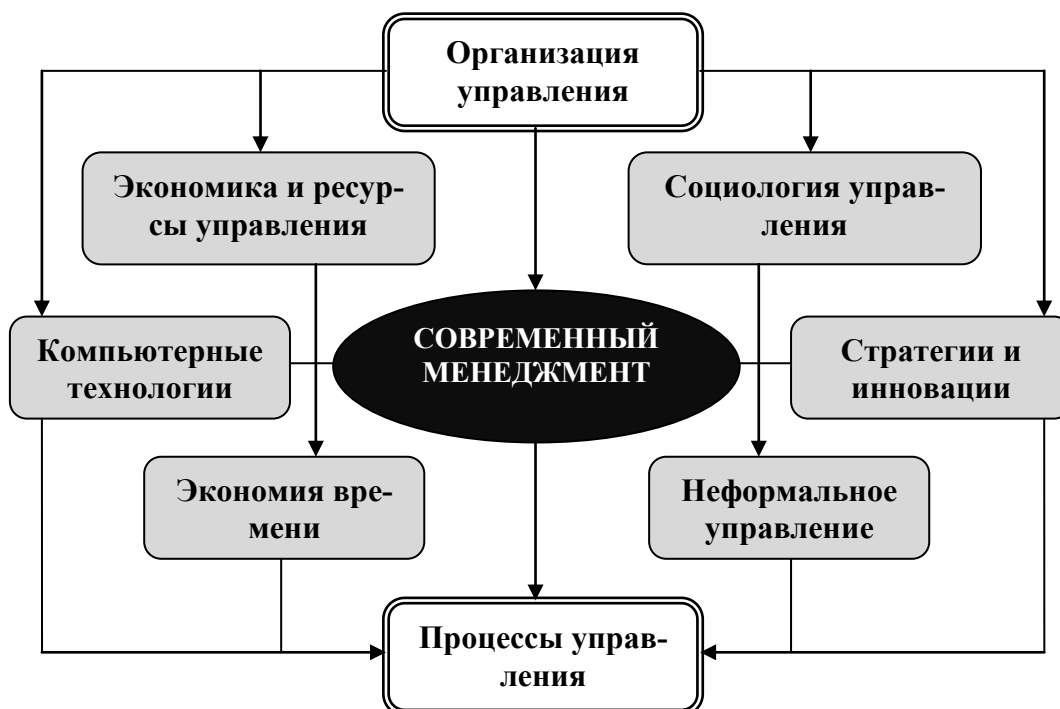 Организация
управления
Экономика и ресур-
сы управления
Социология управ-
ления
Компьютерные
технологии
СОВРЕМЕННЫЙ
МЕНЕДЖМЕНТ
Стратегии и
инновации
Экономия вре-
мени
Неформальное
управление
Процессы управ-
ления